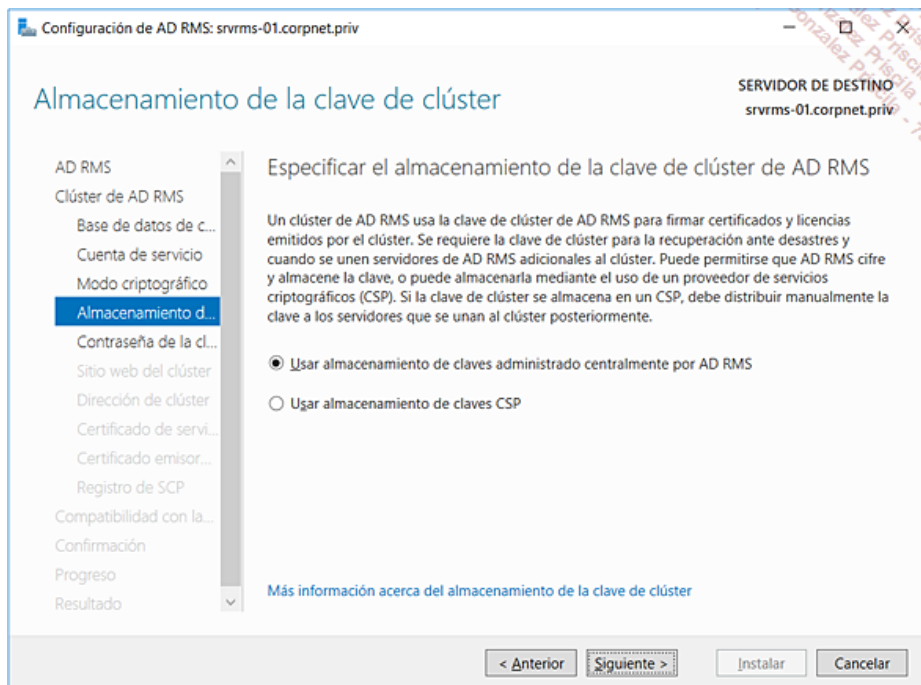 Configuración de AD RMS: srvrms-01.corpnet.priv
Almacenamiento de la clave de clúster
SERVIDOR DE DESTINO
srvrms-01.corpnet.priv
AD RMS
Clúster de AD RMS
Base de datos de c...
Cuenta de servicio
Modo criptográfico
Almacenamiento d...
Contraseña de la cl...
Sitio web del clúster
Dirección de clúster
Certificado de servi...
Certificado emisor...
Registro de SCP
Compatibilidad con la...
Confirmación
Progreso
Resultado
Especificar el almacenamiento de la clave de clúster de AD RMS
Un clúster de AD RMS usa la clave de clúster de AD RMS para firmar certificados y licencias
emitidos por el clúster. Se requiere la clave de clúster para la recuperación ante desastres y
cuando se unen servidores de AD RMS adicionales al clúster. Puede permitirse que AD RMS cifre
y almacene la clave, o puede almacenarla mediante el uso de un proveedor de servicios
criptográficos (CSP). Si la clave de clúster se almacena en un CSP, debe distribuir manualmente la
clave a los servidores que se unan al clúster posteriormente.
Usar almacenamiento de claves administrado centralmente por AD RMS
Usar almacenamiento de claves CSP
Más información acerca del almacenamiento de la clave de clúster
< Anterior
Siguiente >
Instalar
Cancelar